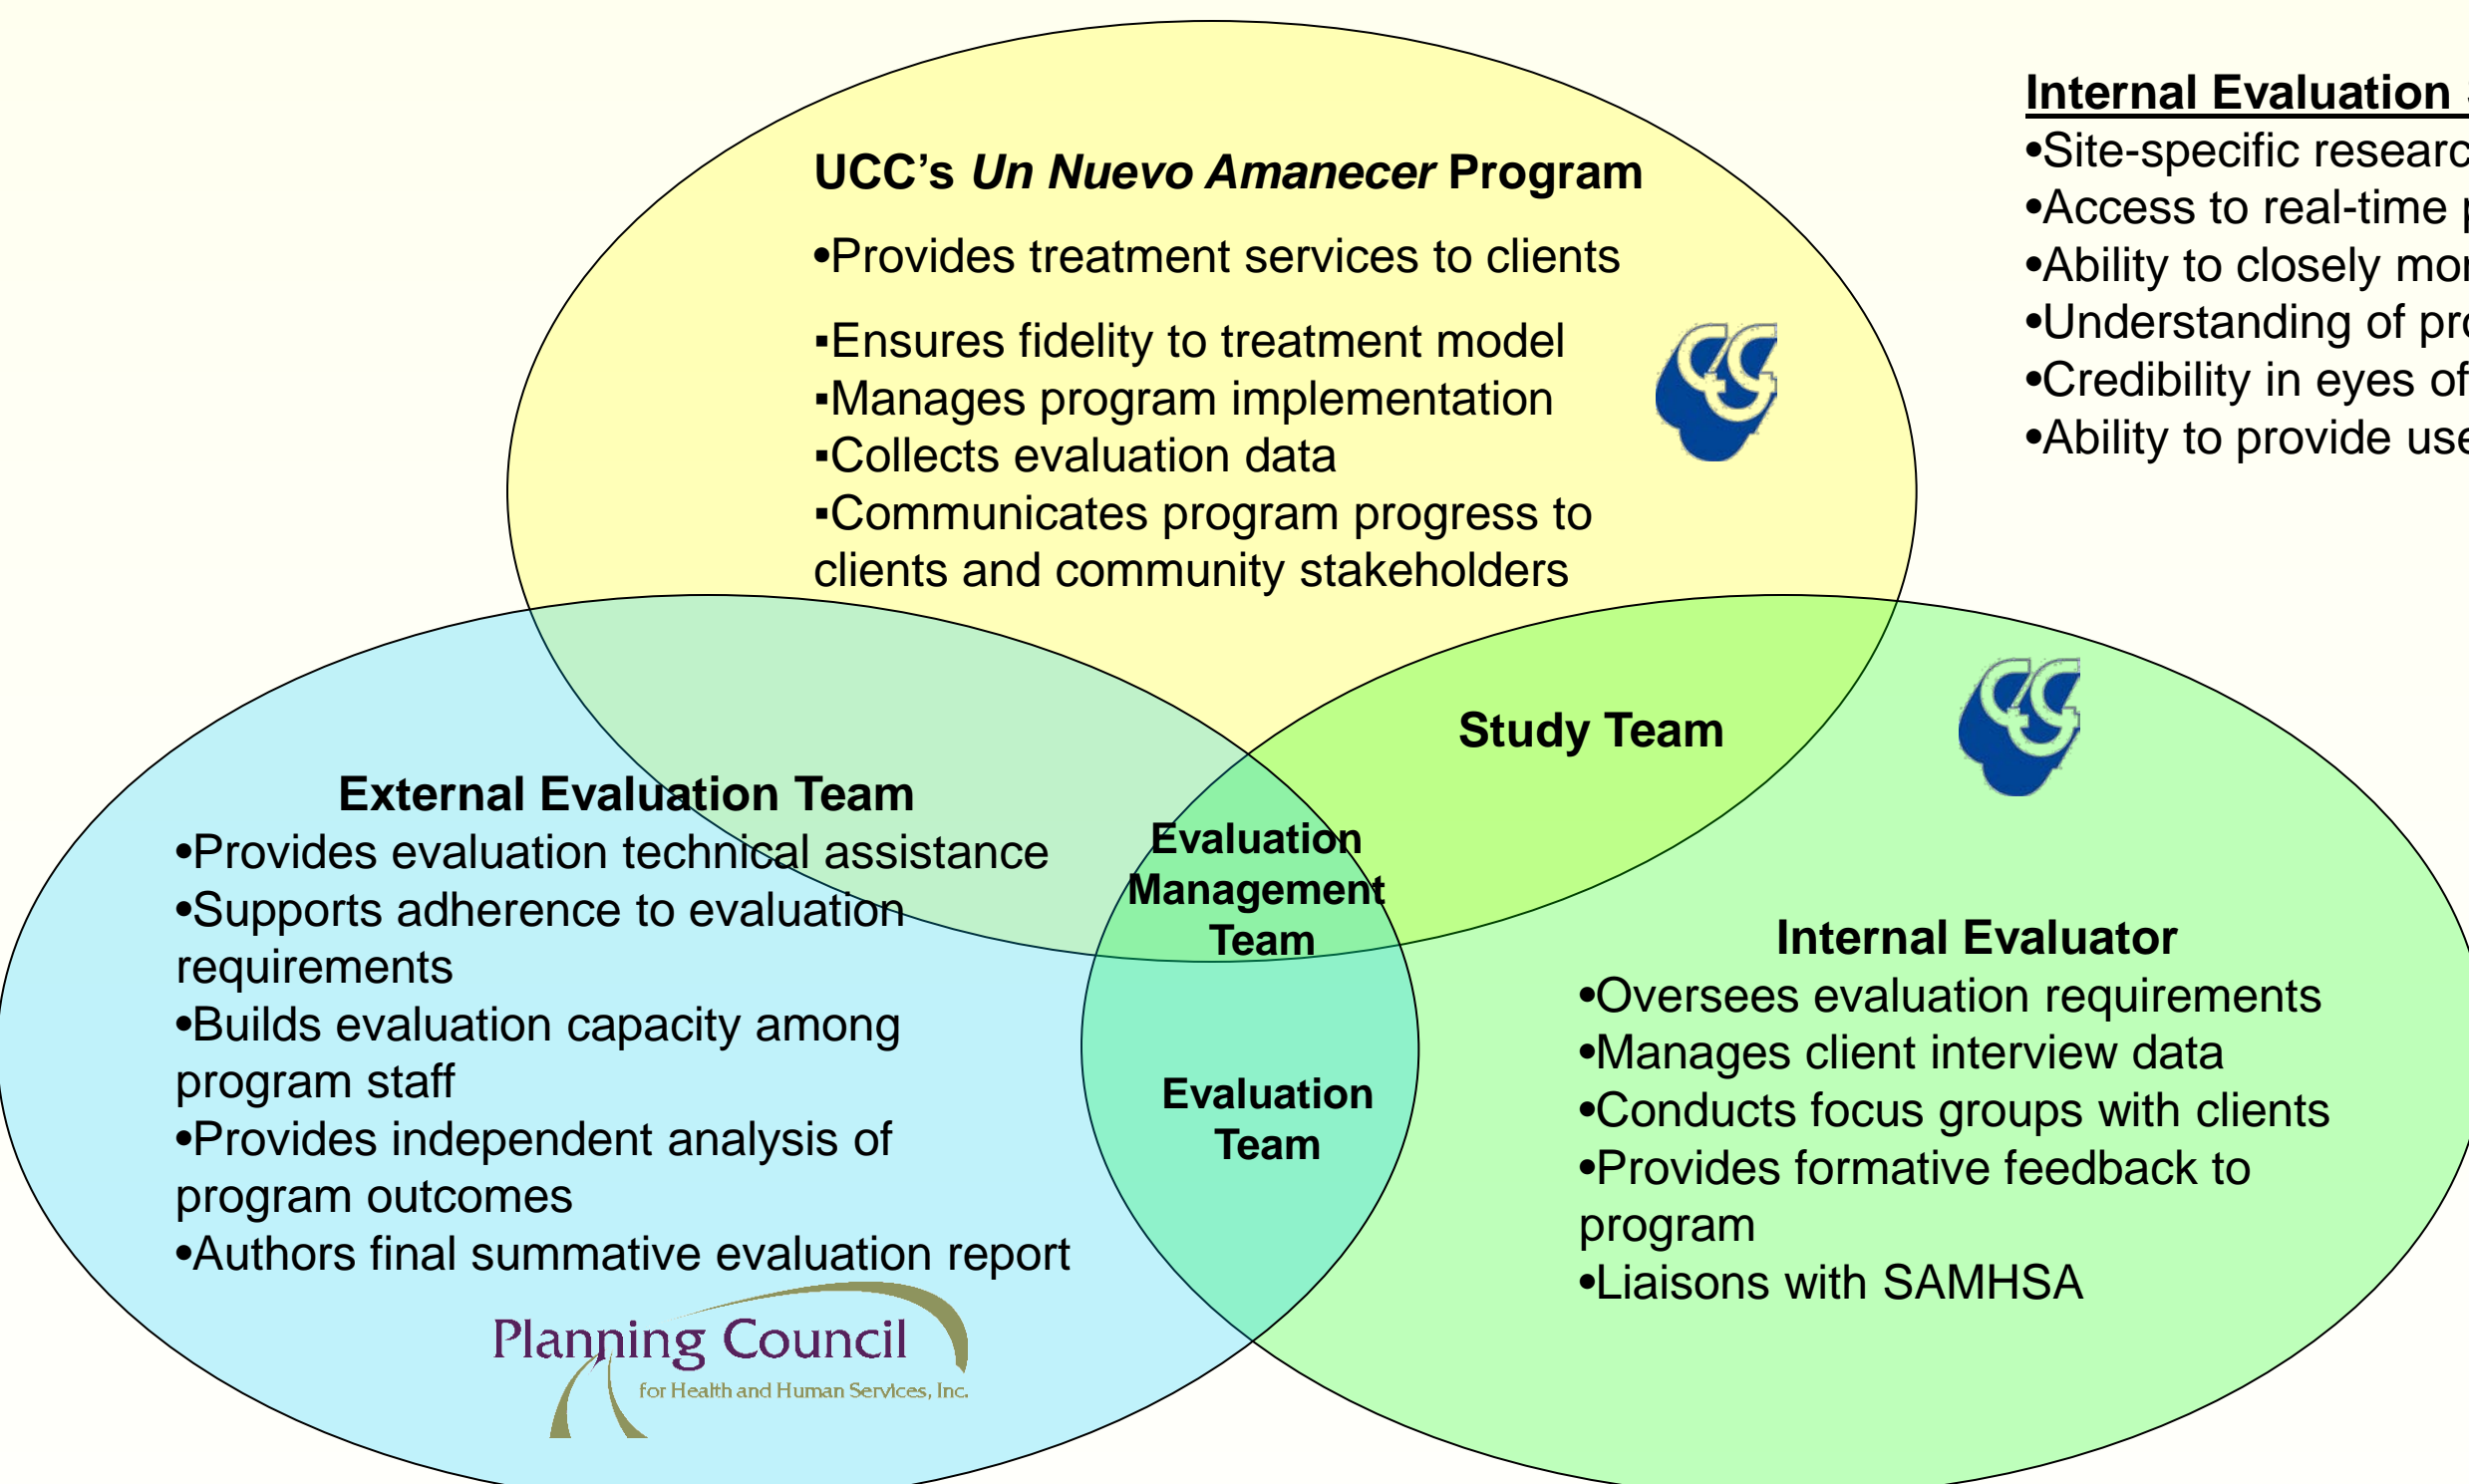 UCC's Un Nuevo Amanecer Program
•Provides treatment services to clients
▪Ensures fidelity to treatment model
▪Manages program implementation
▪Collects evaluation data
▪Communicates program progress to
clients and community stakeholders
Internal Evaluation
•Site-specific
•Access to real-time
•Ability to closely
•Understanding of
•Credibility in eyes of
•Ability to provide
Study Team
External Evaluation Team
•Provides evaluation technical assistance
•Supports adherence to evaluation
requirements
•Builds evaluation capacity among
program staff
•Provides independent analysis of
program outcomes
•Authors final summative evaluation report
Planning Council
for Health and Human Services, Inc.
Evaluation
Management
Team
Evaluation
Team
Internal Evaluator
•Oversees evaluation requirements
•Manages client interview data
•Conducts focus groups with clients
•Provides formative feedback to
program
•Liaisons with SAMHSA